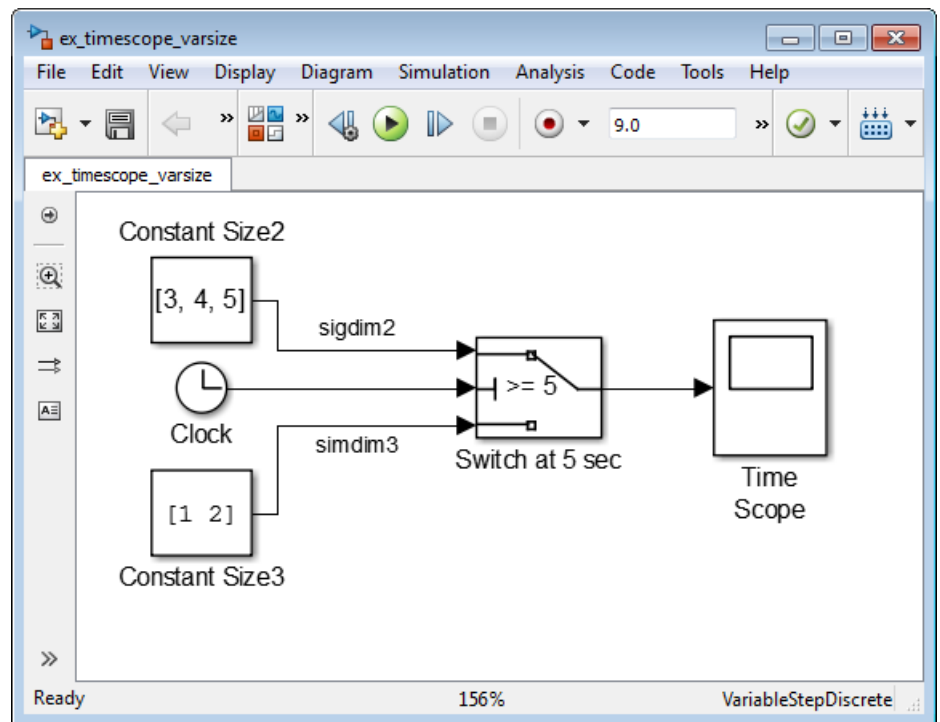 ex_timescope_varsize
File Edit View Display Diagram Simulation Analysis Code Tools Help
» » 9.0 »
ex_timescope_varsize
Constant Size2
[3, 4, 5]
sigdim2
>= 5
Clock
simdim3
Switch at 5 sec
[1 2]
Time
Scope
Constant Size3
A
»
Ready 156% VariableStepDiscrete